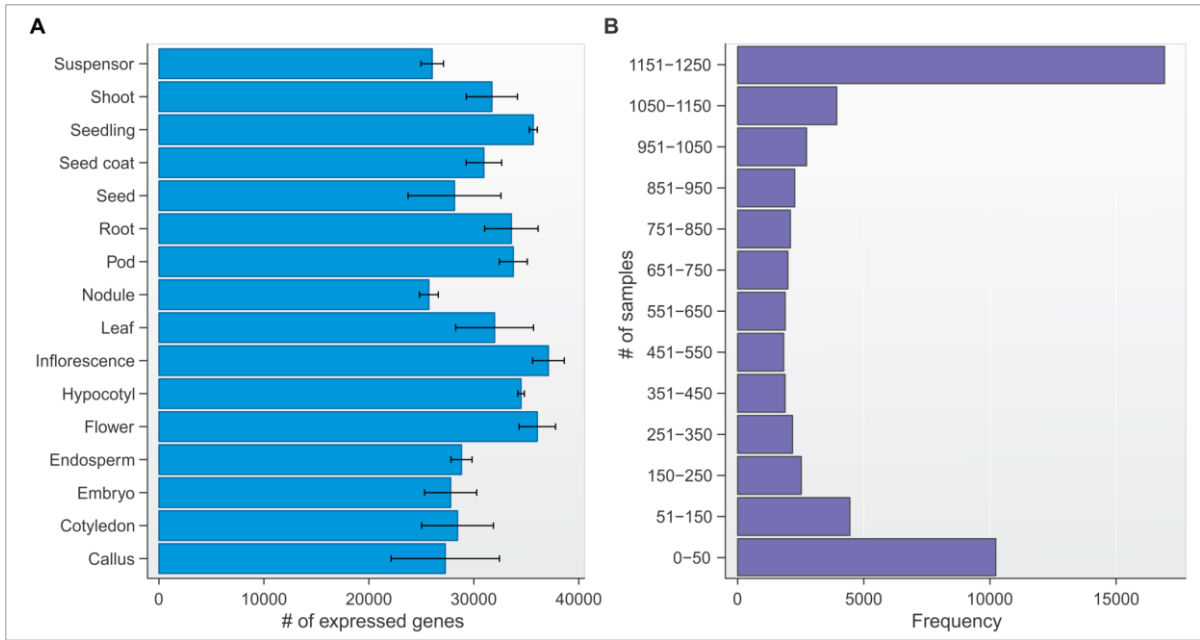 A
Suspensor
Shoot
Seedling
Seed coat
Seed
Root
Pod
Nodule
Leaf
Inflorescence
Hypocotyl
Flower
Endosperm
Embryo
Cotyledon
Callus
0 10000 20000 30000 40000
# of expressed genes
B
# of samples
1151−1250
1050−1150
951−1050
851−950
751−850
651−750
551−650
451−550
351−450
251−350
150−250
51−150
0−50
0 5000 10000 15000
Frequency